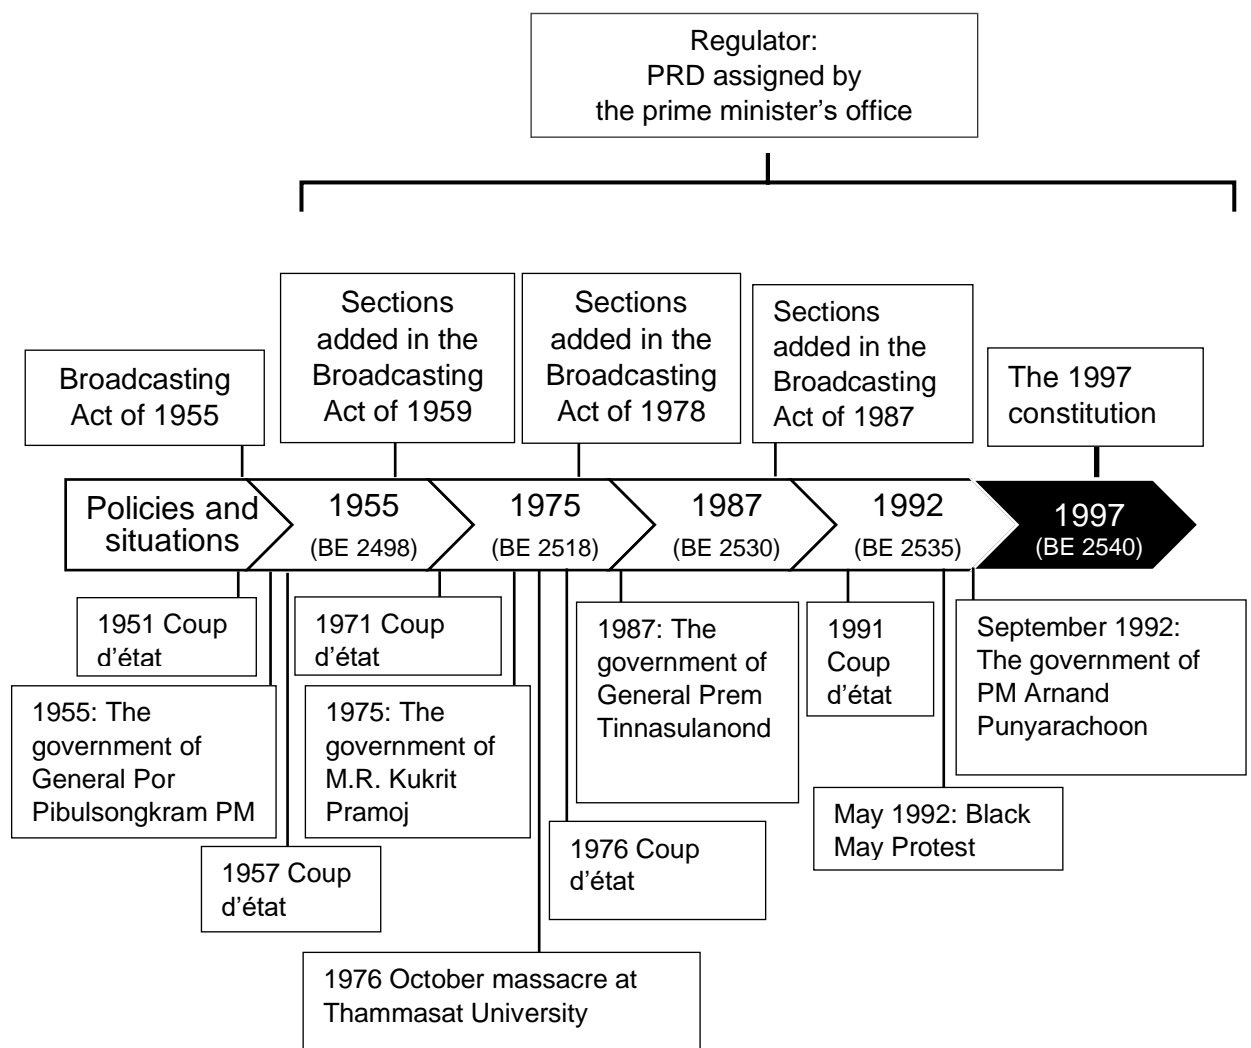 Regulator:
PRD assigned by
the prime minister’s office
Broadcasting
Act of 1955
Sections
added in the
Broadcasting
Act of 1959
Sections
added in the
Broadcasting
Act of 1978
Sections
added in the
Broadcasting
Act of 1987
The 1997
constitution
Policies and
situations
1955
(BE 2498)
1975
(BE 2518)
1987
(BE 2530)
1992
(BE 2535)
1997
(BE 2540)
1951 Coup
d’état
1971 Coup
d’état
1987: The
government of
General Prem
Tinnasulanond
1991
Coup
d’état
September 1992:
The government of
PM Arnand
Punyarachoon
1955: The
government of
General Por
Pibulsongkram PM
1975: The
government of
M.R. Kukrit
Pramoj
May 1992: Black
May Protest
1957 Coup
d’état
1976 Coup
d’état
1976 October massacre at
Thammasat University